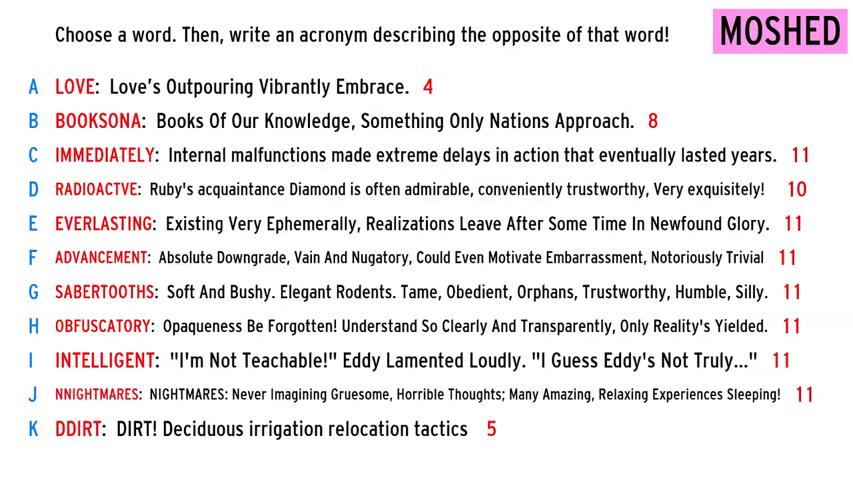 Choose a word. Then, write an acronym describing the opposite of that word!
MOSHED
A LOVE: Love's Outpouring Vibrantly Embrace. 4
B BOOKSONA: Books Of Our Knowledge, Something Only Nations Approach. 8
C IMMEDIATELY: Internal malfunctions made extreme delays in action that eventually lasted years. 11
D RADIOACTVE: Ruby's acquaintance Diamond is often admirable, conveniently trustworthy, Very exquisitely! 10
E EVERLASTING: Existing Very Ephemerally, Realizations Leave After Some Time In Newfound Glory. 11
F ADVANCEMENT: Absolute Downgrade, Vain And Nugatory, Could Even Motivate Embarrassment, Notoriously Trivial 11
G SABERTOOTHS: Soft And Bushy. Elegant Rodents. Tame, Obedient, Orphans, Trustworthy, Humble, Silly. 11
H OBFUSCATORY: Opaqueness Be Forgotten! Understand So Clearly And Transparently, Only Reality's Yielded. 11
I INTELLIGENT: "I'm Not Teachable!" Eddy Lamented Loudly. "I Guess Eddy's Not Truly..." 11
J NNIGHTMARES: NIGHTMARES: Never Imagining Gruesome, Horrible Thoughts; Many Amazing, Relaxing Experiences Sleeping! 11
K DDIRT: DIRT! Deciduous irrigation relocation tactics 5